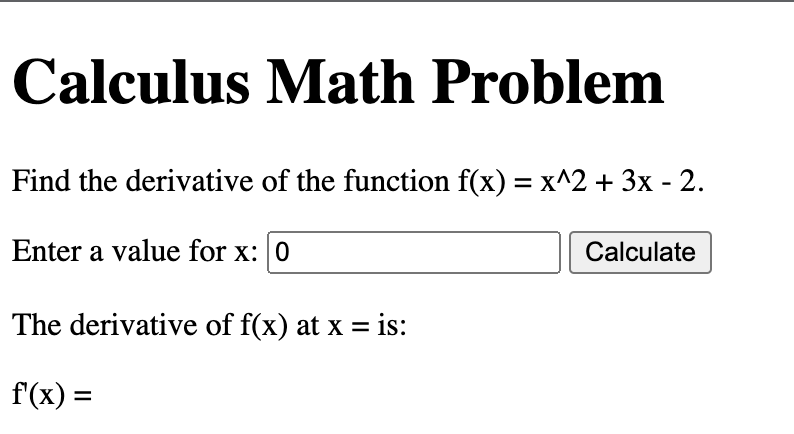 Calculus Math Problem
Find the derivative of the function f(x) = x^2 + 3x - 2.
Enter a value for x: 0 Calculate
The derivative of f(x) at x = is:
f'(x) =